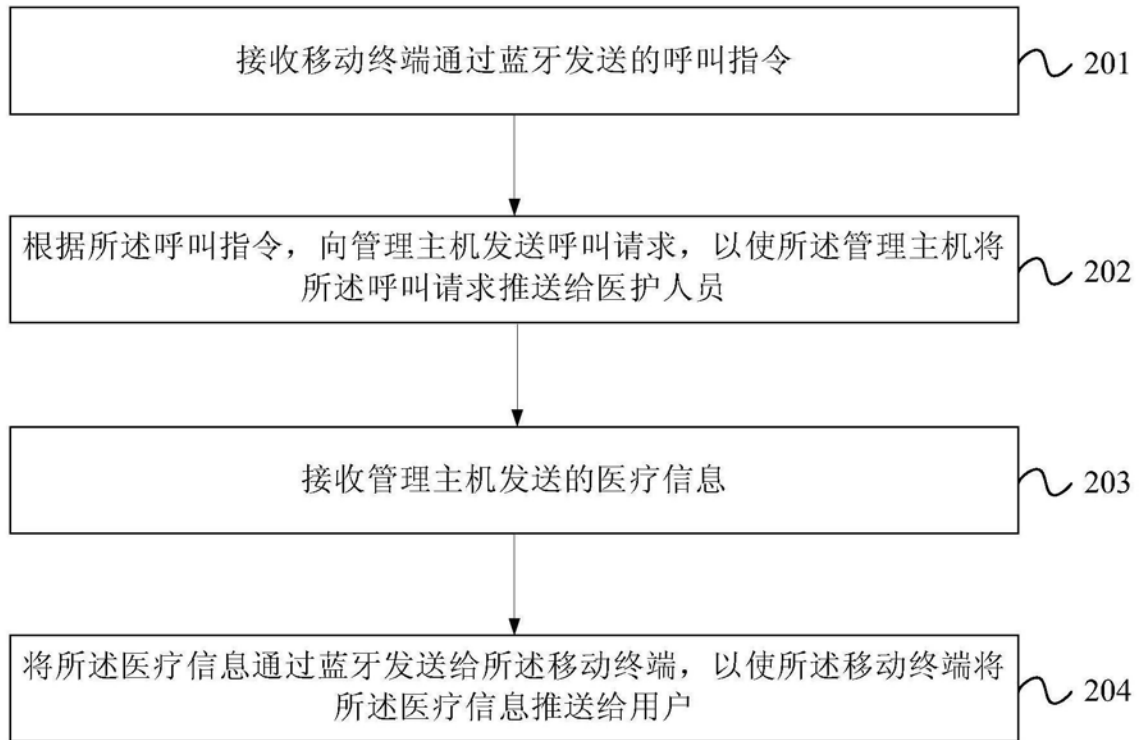 接收移动终端通过蓝牙发送的呼叫指令
201
根据所述呼叫指令，向管理主机发送呼叫请求，以使所述管理主机将
所述呼叫请求推送给医护人员
202
接收管理主机发送的医疗信息
203
将所述医疗信息通过蓝牙发送给所述移动终端，以使所述移动终端将
所述医疗信息推送给用户
204